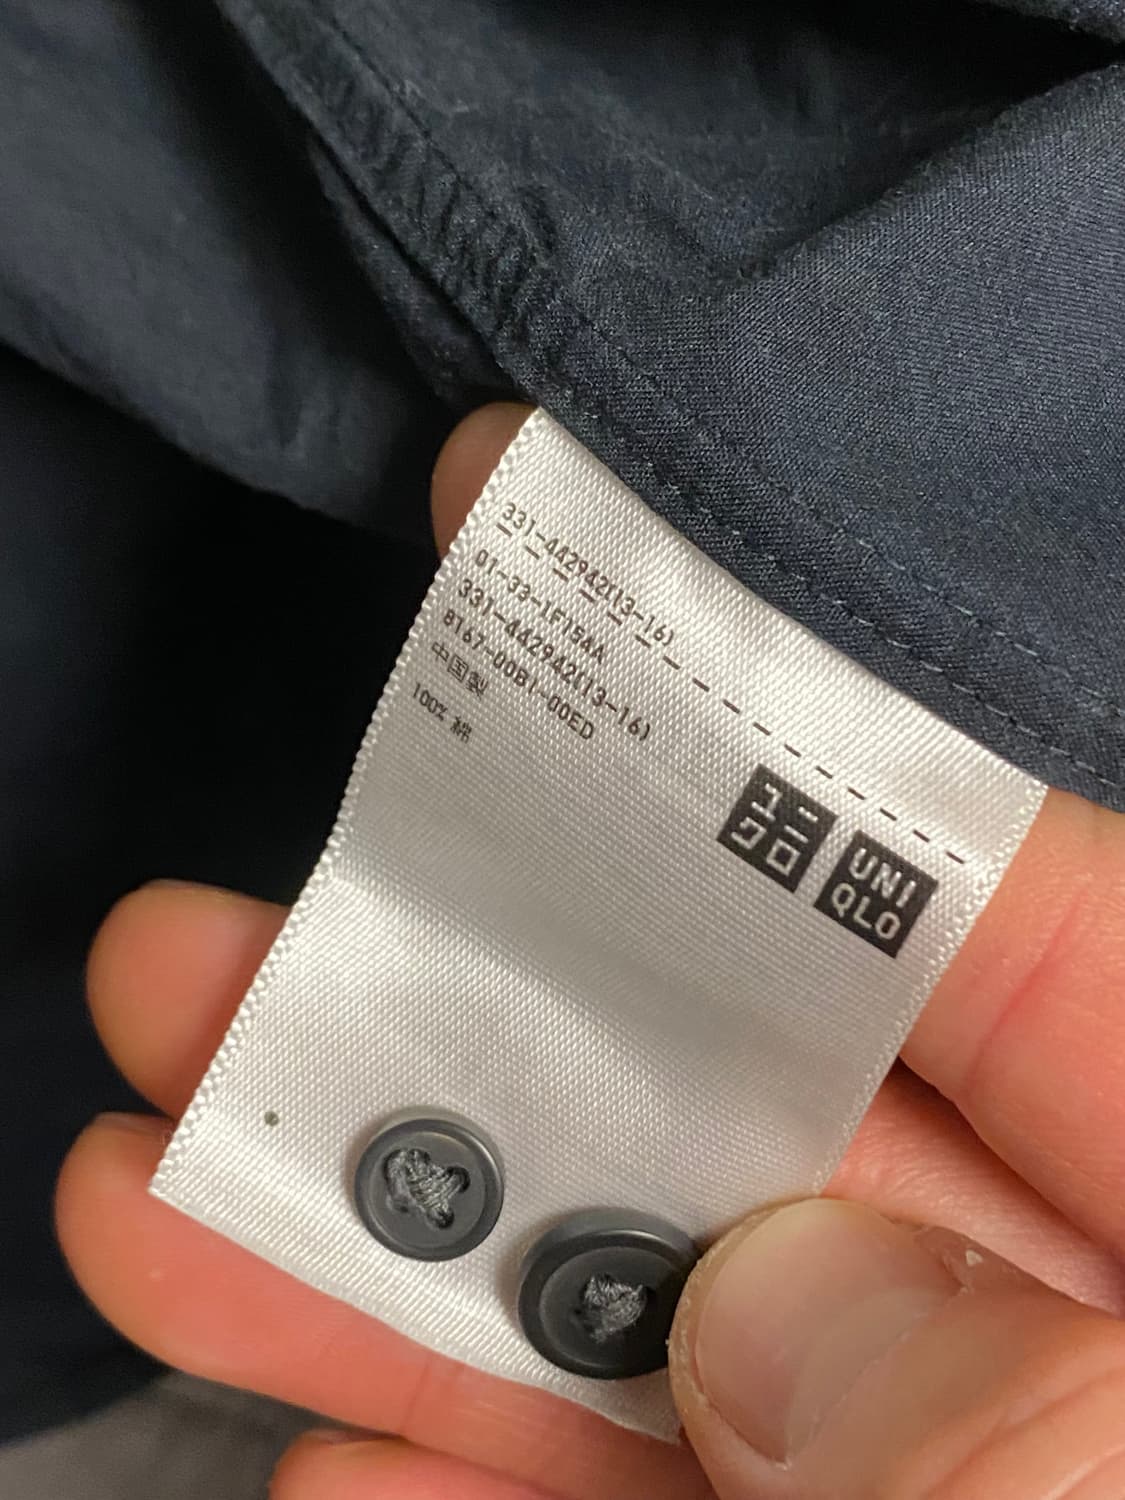 331-442942(13-16)
01-33-1F154A
331-442942(13-16)
8167-00B1-00ED
中国製
100% 綿
ユニ
クロ
UNI
QLO